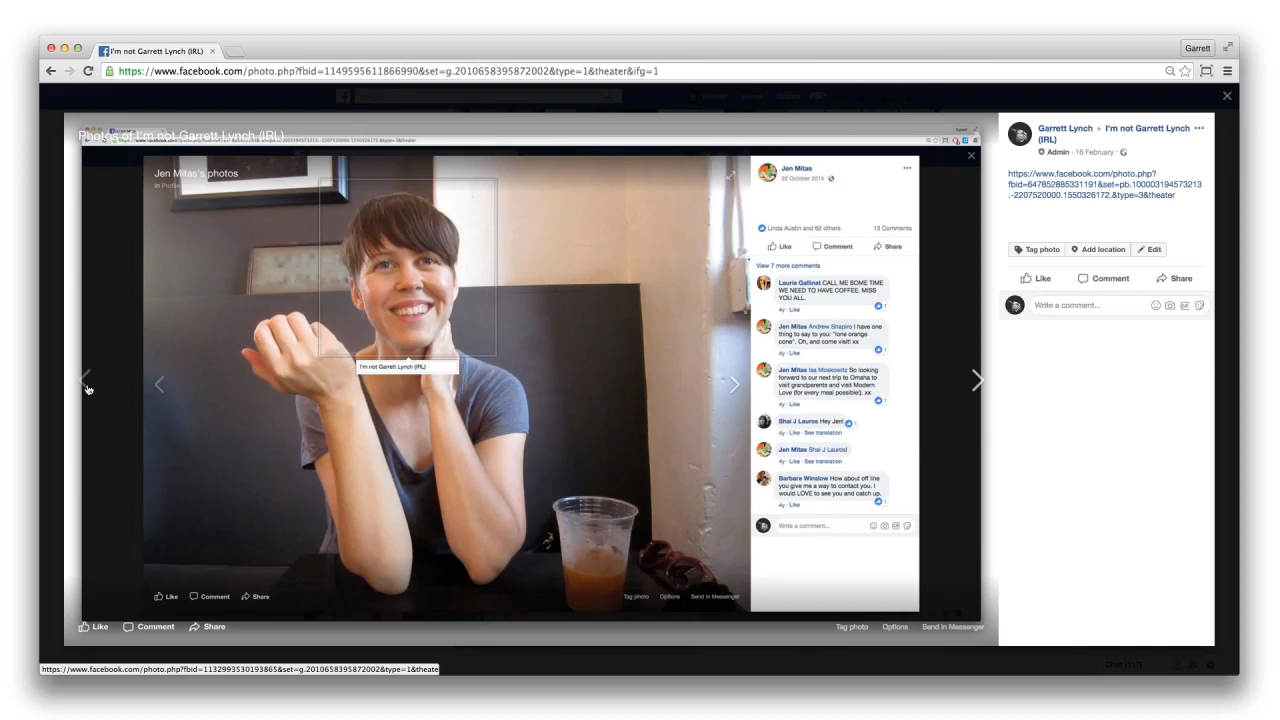 I'm not Garrett Lynch (IRL)
Garrett
https://www.facebook.com/photo.php?fbid=1149595611866990&set=g.2010658395872002&type=1&theater&ifg=1
Photos of I'm not Garrett Lynch (IRL)
Jen Mitas's photos
in Profile
I'm not Garrett Lynch (IRL)
Like Comment Share
Tag photo Options Send in Messenger
Jen Mitas
22 October 2014
Linda Austin and 62 others 13 Comments
Like Comment Share
View 7 more comments
Laurie Gallinat CALL ME SOME TIME
WE NEED TO HAVE COFFEE. MISS
YOU ALL.
1
4y · Like
Jen Mitas Andrew Shapiro I have one
thing to say to you: "lone orange
cone". Oh, and come visit! xx
1
4y · Like
Jen Mitas Isa Moskowitz So looking
forward to our next trip to Omaha to
visit grandparents and visit Modern
Love (for every meal possible!). xx
1
4y · Like
Shai J Lauros Hey Jen! 1
4y · Like · See translation
Jen Mitas Shai J Lauros!
4y · Like · See translation
Barbara Winslow How about off line
you give me a way to contact you. I
would LOVE to see you and catch up.
1
4y · Like
Write a comment...
Like Comment Share
Tag photo Options Send in Messenger
Garrett Lynch ▸ I'm not Garrett Lynch
(IRL)
Admin · 16 February
https://www.facebook.com/photo.php?
fbid=647852885331191&set=pb.100003194573213
.-2207520000.1550326172.&type=3&theater
Tag photo Add location Edit
Like Comment Share
Write a comment...
https://www.facebook.com/photo.php?fbid=1132993530193865&set=g.2010658395872002&type=1&theate